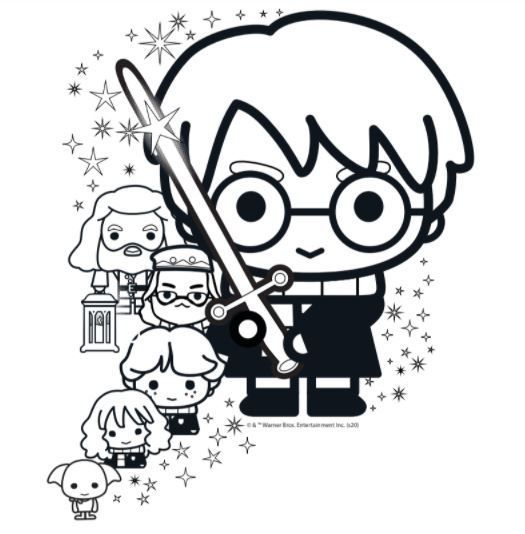 © & ™ Warner Bros. Entertainment Inc. (s20)